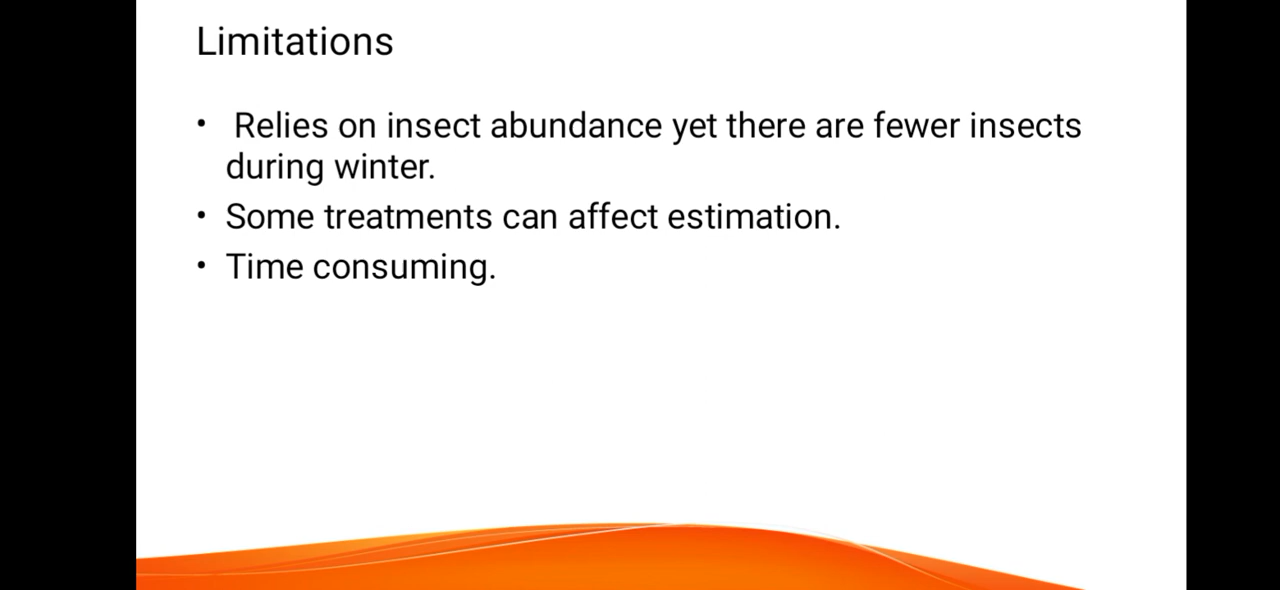 Limitations
• Relies on insect abundance yet there are fewer insects
during winter.
• Some treatments can affect estimation.
• Time consuming.